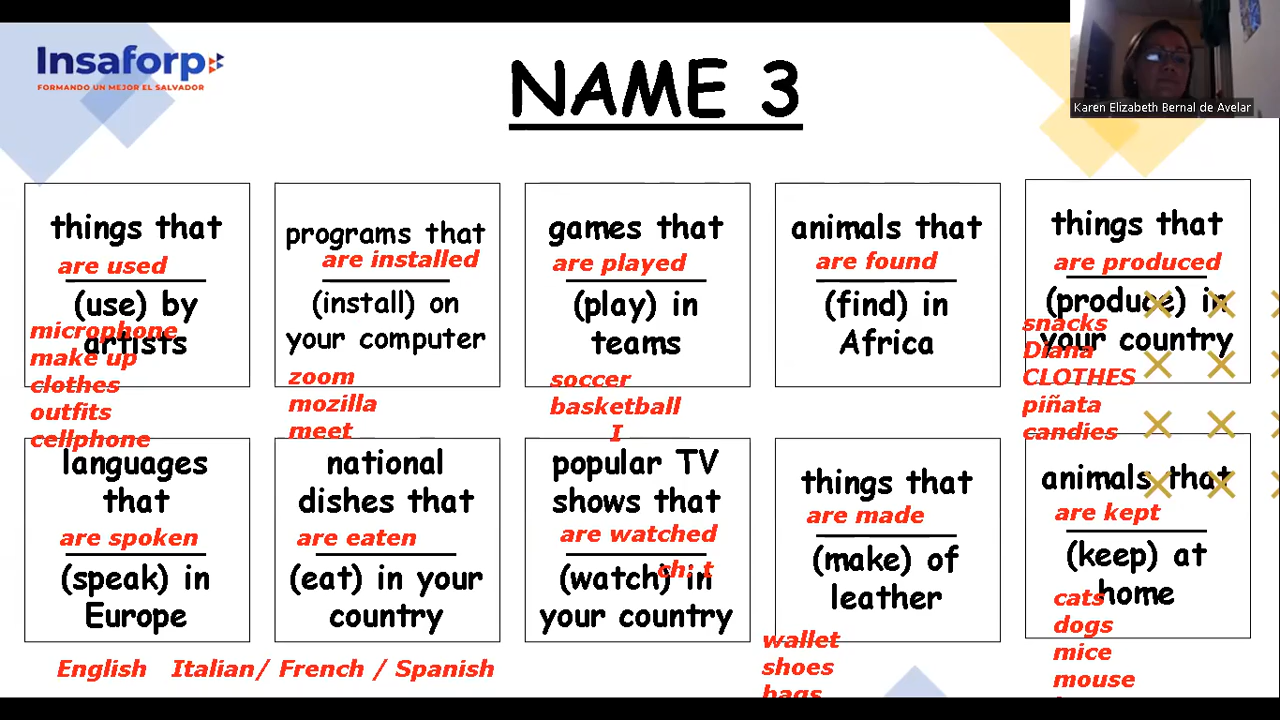 Insaforp
FORMANDO UN MEJOR EL SALVADOR
NAME 3
Karen Elizabeth Bernal de Avelar
things that
are used
(use) by
artists
microphone
make up
clothes
outfits
cellphone
programs that
are installed
(install) on
your computer
zoom
mozilla
meet
games that
are played
(play) in
teams
soccer
basketball
I
animals that
are found
(find) in
Africa
things that
are produced
(produce) in
your country
snacks
Diana
CLOTHES
piñata
candies
languages
that
are spoken
(speak) in
Europe
English Italian/ French / Spanish
national
dishes that
are eaten
(eat) in your
country
popular TV
shows that
are watched
(watch) in
ch: t
your country
things that
are made
(make) of
leather
wallet
shoes
bags
animals that
are kept
(keep) at
home
cats
dogs
mice
mouse